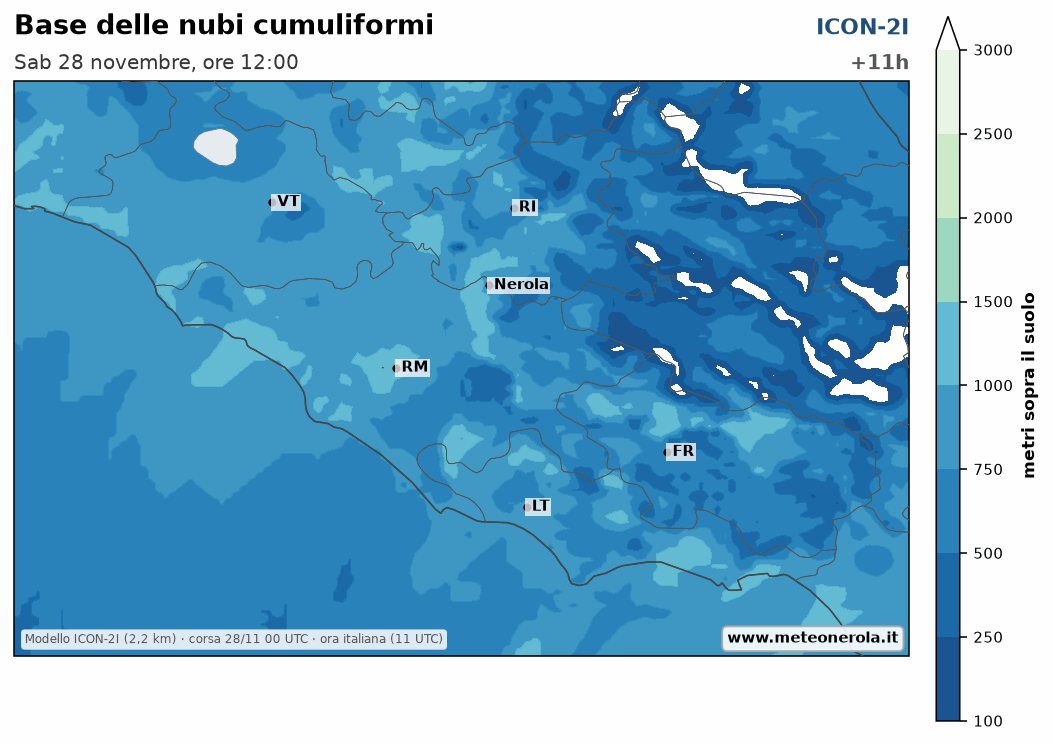 Base delle nubi cumuliformi
ICON-2I
Sab 28 novembre, ore 12:00
+11h
VT
RI
Nerola
RM
FR
LT
Modello ICON-2I (2,2 km) · corsa 28/11 00 UTC · ora italiana (11 UTC)
www.meteonerola.it
3000
2500
2000
1500
1000
750
500
250
100
metri sopra il suolo